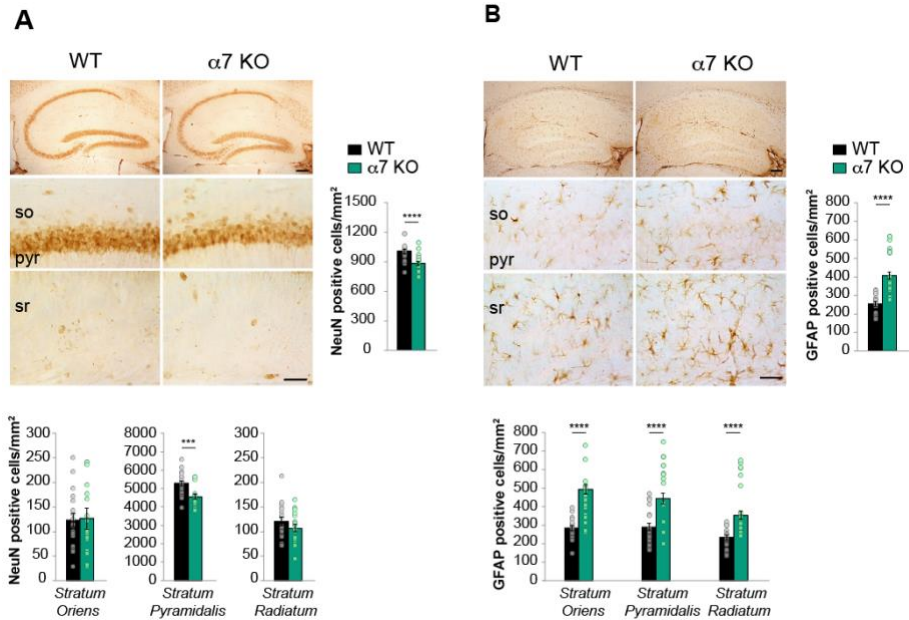 A
WT
α7 KO
so
pyr
sr
WT
α7 KO
NeuN positive cells/mm²
1500
1200
900
600
300
0
****
NeuN positive cells/mm²
300
250
200
150
100
50
0
Stratum
Oriens
8000
7000
6000
5000
4000
3000
2000
1000
0
***
Stratum
Pyramidalis
300
250
200
150
100
50
0
Stratum
Radiatum
B
WT
α7 KO
so
pyr
sr
WT
α7 KO
GFAP positive cells/mm²
800
700
600
500
400
300
200
100
0
****
GFAP positive cells/mm²
800
700
600
500
400
300
200
100
0
****
****
****
Stratum
Oriens
Stratum
Pyramidalis
Stratum
Radiatum